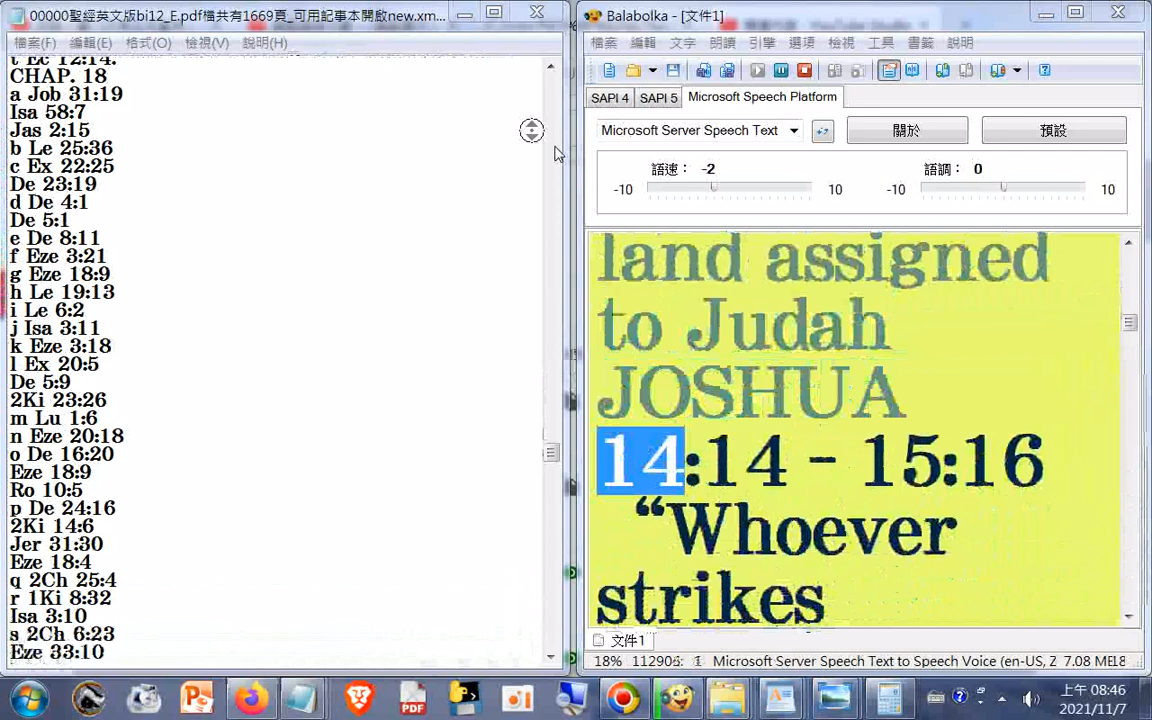 00000聖經英文版bi12_E.pdf檔共有1669頁_可用記事本開啟new.xm...
檔案(F) 編輯(E) 格式(O) 檢視(V) 說明(H)
t Ec 12:14.
CHAP. 18
a Job 31:19
Isa 58:7
Jas 2:15
b Le 25:36
c Ex 22:25
De 23:19
d De 4:1
De 5:1
e De 8:11
f Eze 3:21
g Eze 18:9
h Le 19:13
i Le 6:2
j Isa 3:11
k Eze 3:18
l Ex 20:5
De 5:9
2Ki 23:26
m Lu 1:6
n Eze 20:18
o De 16:20
Eze 18:9
Ro 10:5
p De 24:16
2Ki 14:6
Jer 31:30
Eze 18:4
q 2Ch 25:4
r 1Ki 8:32
Isa 3:10
s 2Ch 6:23
Eze 33:10
Balabolka - [文件1]
檔案 編輯 文字 朗讀 引擎 選項 檢視 工具 書籤 說明
SAPI 4 SAPI 5 Microsoft Speech Platform
Microsoft Server Speech Text 關於 預設
語速： -2 語調： 0
-10 10 -10 10
land assigned
to Judah
JOSHUA
14:14 - 15:16
“Whoever
strikes
文件1
18% Microsoft Server Speech Text to Speech Voice (en-US, Z 7.08 MEL8
PDF
上午 08:46
2021/11/7